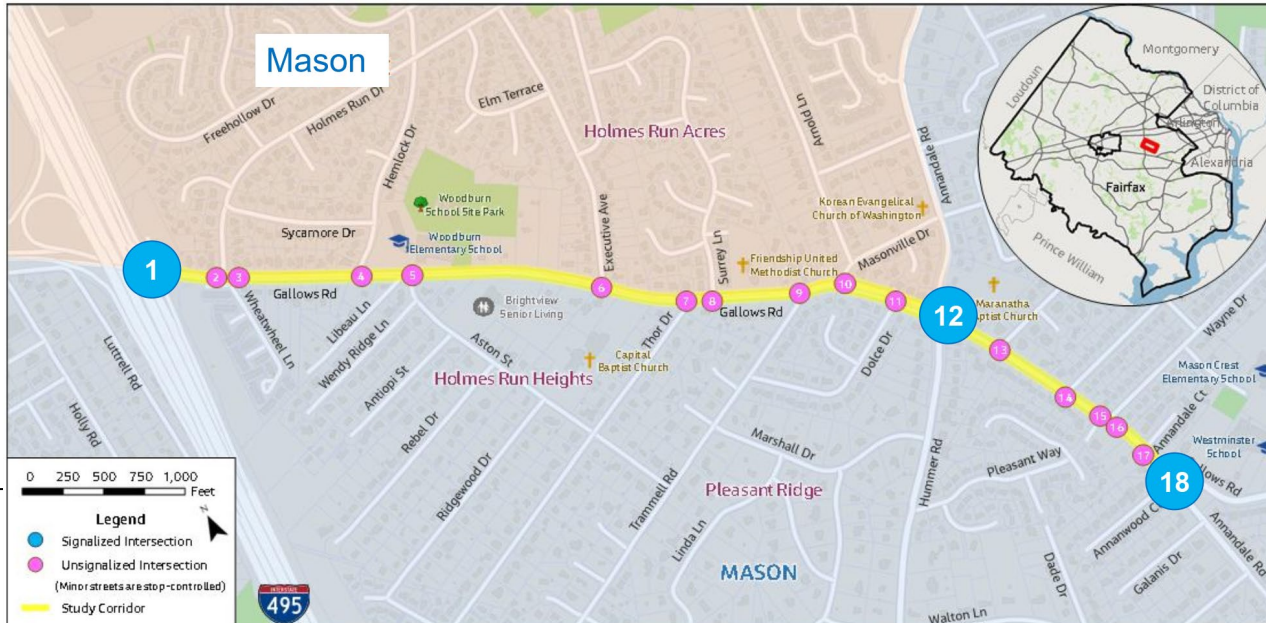 Mason
Montgomery
Loudoun
District of
Columbia
Arlington
Alexandria
Fairfax
Prince William
Freehollow Dr
Holmes Run Dr
Elm Terrace
Hemlock Dr
Holmes Run Acres
Arnold Ln
Annandale Rd
Woodburn
School Site Park
Korean Evangelical
Church of Washington
Executive Ave
Sycamore Dr
Woodburn
Elementary School
Surrey Ln
Friendship United
Methodist Church
Masonville Dr
1
2
3
4
5
6
7
8
9
10
11
12
13
14
15
16
17
18
Gallows Rd
Gallows Rd
Maranatha
ptist Church
Wayne Dr
Wheatwheel Ln
Libeau Ln
Wendy Ridge Ln
Antiopi St
Aston St
Brightview
Senior Living
Thor Dr
Capital
Baptist Church
Dolce Dr
Luttrell Rd
Holly Rd
Holmes Run Heights
Rebel Dr
Ridgewood Dr
Trammell Rd
Marshall Dr
Pleasant Ridge
Linda Ln
Hummer Rd
Pleasant Way
Mason Crest
Elementary School
Annandale Ct
Westminster
School
llows Rd
Annandale Rd
Annanwood C
Galanis Dr
Dade Dr
MASON
Walton Ln
0 250 500 750 1,000
Feet
N
Legend
Signalized Intersection
Unsignalized Intersection
(Minor streets are stop-controlled)
Study Corridor
INTERSTATE
495